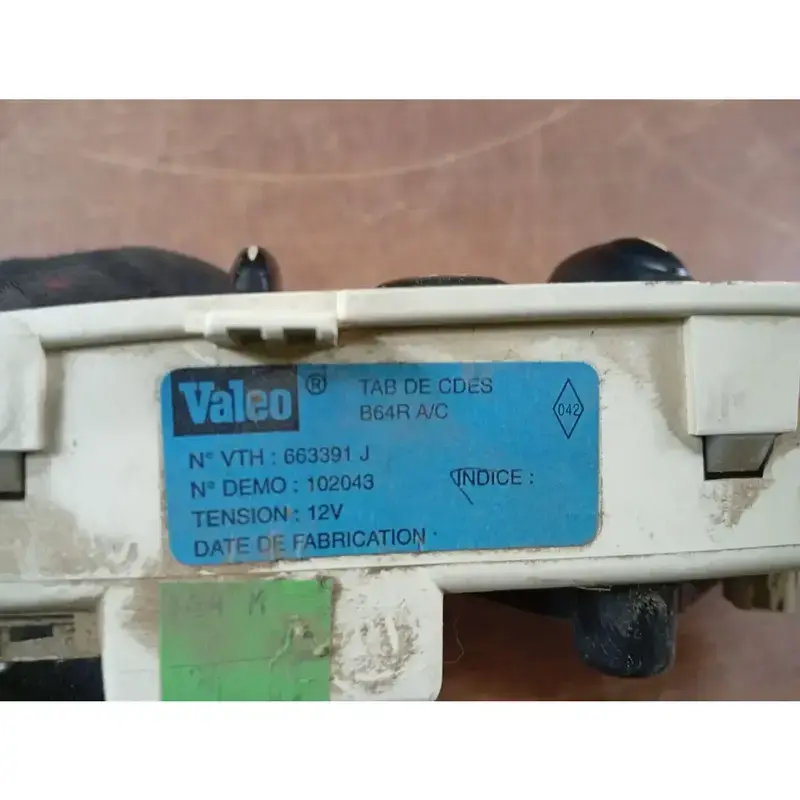 Valeo ® TAB DE CDES
B64R A/C
042
N° VTH : 663391 J
N° DEMO : 102043
INDICE :
TENSION : 12V
DATE DE FABRICATION :